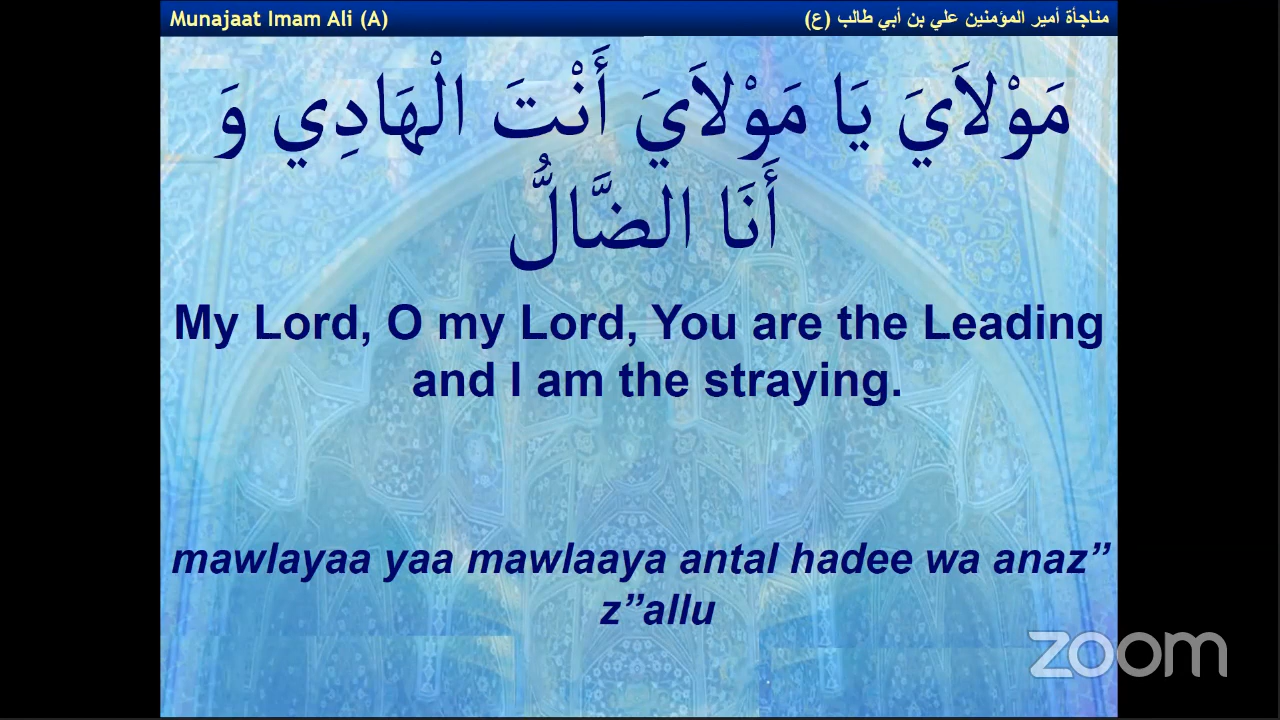 Munajaat Imam Ali (A)
مناجأة أمير المؤمنين علي بن أبي طالب (ع)
مَوْلاَيَ يَا مَوْلاَيَ أَنْتَ الْهَادِي وَ
أَنَا الضَّالُّ
My Lord, O my Lord, You are the Leading
and I am the straying.
mawlayaa yaa mawlaaya antal hadee wa anaz”
z”allu
zoom